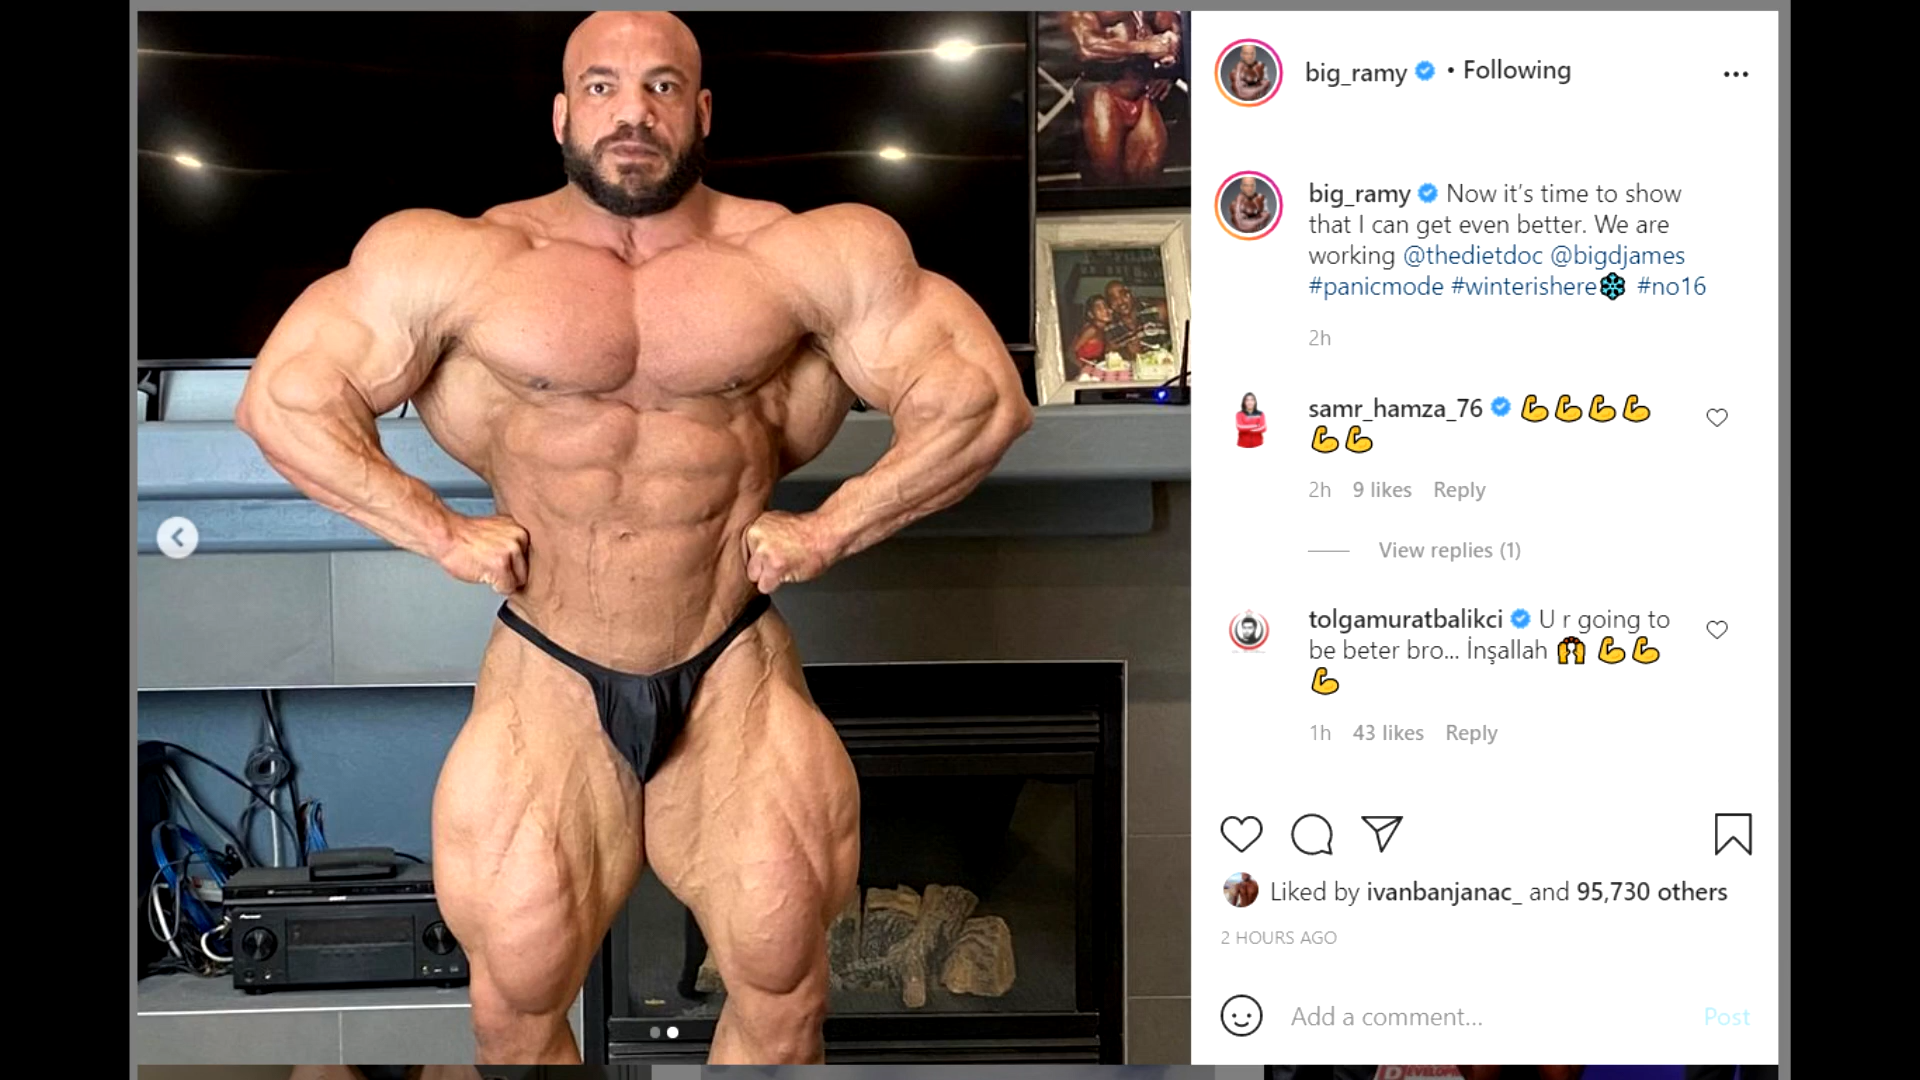 big_ramy • Following
big_ramy Now it's time to show
that I can get even better. We are
working @thedietdoc @bigdjames
#panicmode #winterishere❄ #no16
2h
samr_hamza_76 💪💪💪💪
💪💪
2h 9 likes Reply
View replies (1)
tolgamuratbalikci U r going to
be beter bro... İnşallah 🙌 💪💪
💪
1h 43 likes Reply
Liked by ivanbanjanac_ and 95,730 others
2 HOURS AGO
Add a comment... Post
Pioneer